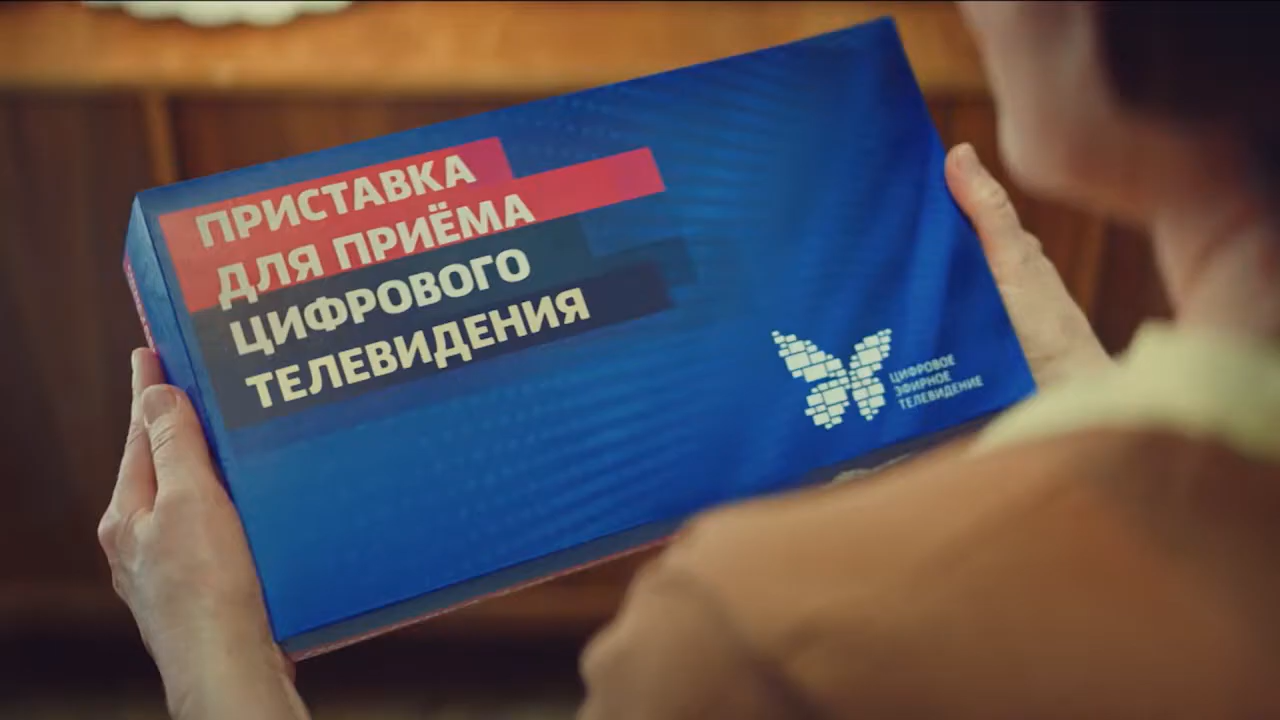 ПРИСТАВКА
ДЛЯ ПРИЁМА
ЦИФРОВОГО
ТЕЛЕВИДЕНИЯ
ЦИФРОВОЕ
ЭФИРНОЕ
ТЕЛЕВИДЕНИЕ